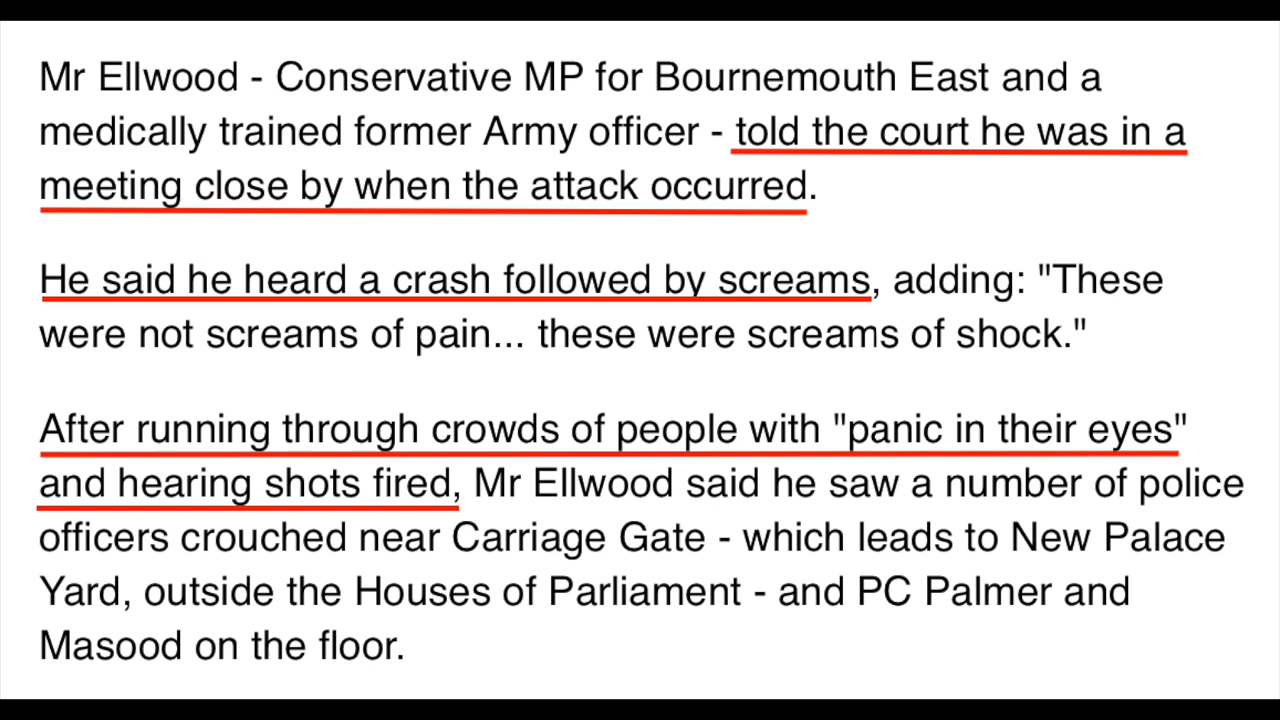 Mr Ellwood - Conservative MP for Bournemouth East and a
medically trained former Army officer - told the court he was in a
meeting close by when the attack occurred.
He said he heard a crash followed by screams, adding: "These
were not screams of pain... these were screams of shock."
After running through crowds of people with "panic in their eyes"
and hearing shots fired, Mr Ellwood said he saw a number of police
officers crouched near Carriage Gate - which leads to New Palace
Yard, outside the Houses of Parliament - and PC Palmer and
Masood on the floor.